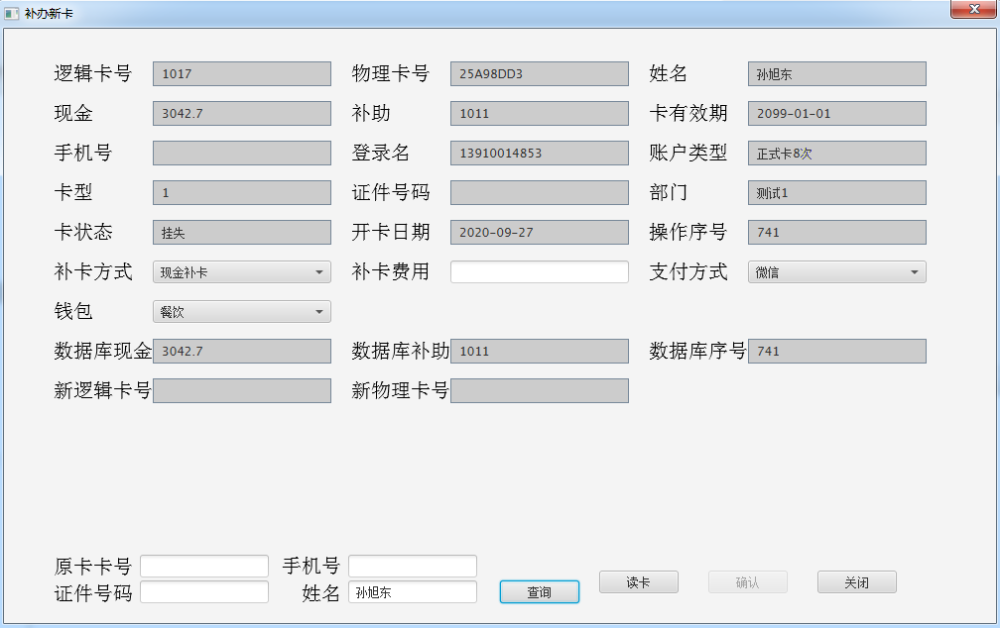 补办新卡
逻辑卡号 1017 物理卡号 25A98DD3 姓名 孙旭东
现金 3042.7 补助 1011 卡有效期 2099-01-01
手机号 登录名 13910014853 账户类型 正式卡8次
卡型 1 证件号码 部门 测试1
卡状态 挂失 开卡日期 2020-09-27 操作序号 741
补卡方式 现金补卡 补卡费用 支付方式 微信
钱包 餐饮
数据库现金 3042.7 数据库补助 1011 数据库序号 741
新逻辑卡号 新物理卡号
原卡卡号 手机号
证件号码 姓名 孙旭东 查询 读卡 确认 关闭